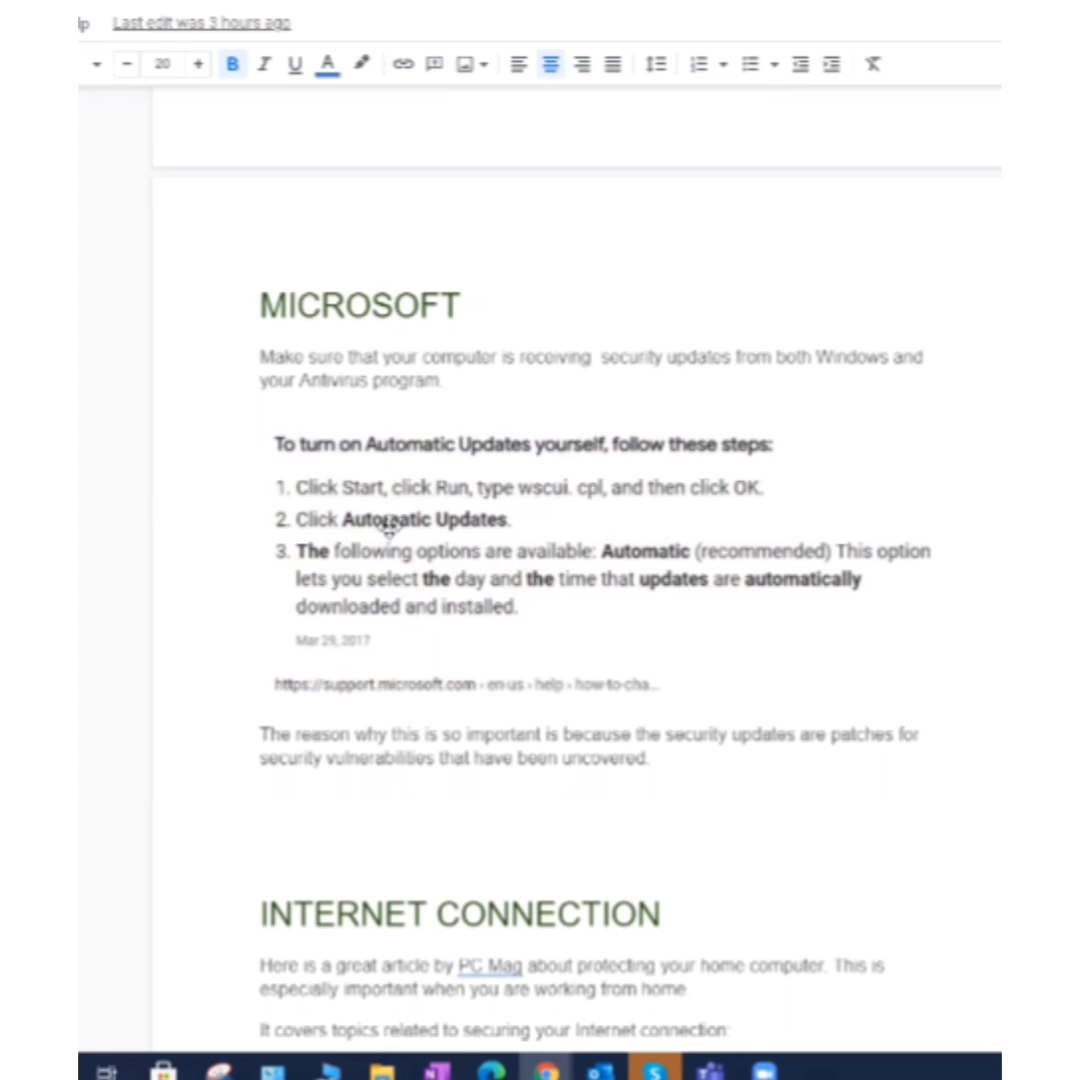 lp Last edit was 3 hours ago
− 20 + B I U A
MICROSOFT
Make sure that your computer is receiving security updates from both Windows and
your Antivirus program.
To turn on Automatic Updates yourself, follow these steps:
1. Click Start, click Run, type wscui. cpl, and then click OK.
2. Click Automatic Updates.
3. The following options are available: Automatic (recommended) This option
lets you select the day and the time that updates are automatically
downloaded and installed.
Mar 29, 2017
https://support.microsoft.com › en-us › help › how-to-cha...
The reason why this is so important is because the security updates are patches for
security vulnerabilities that have been uncovered.
INTERNET CONNECTION
Here is a great article by PC Mag about protecting your home computer. This is
especially important when you are working from home.
It covers topics related to securing your Internet connection: